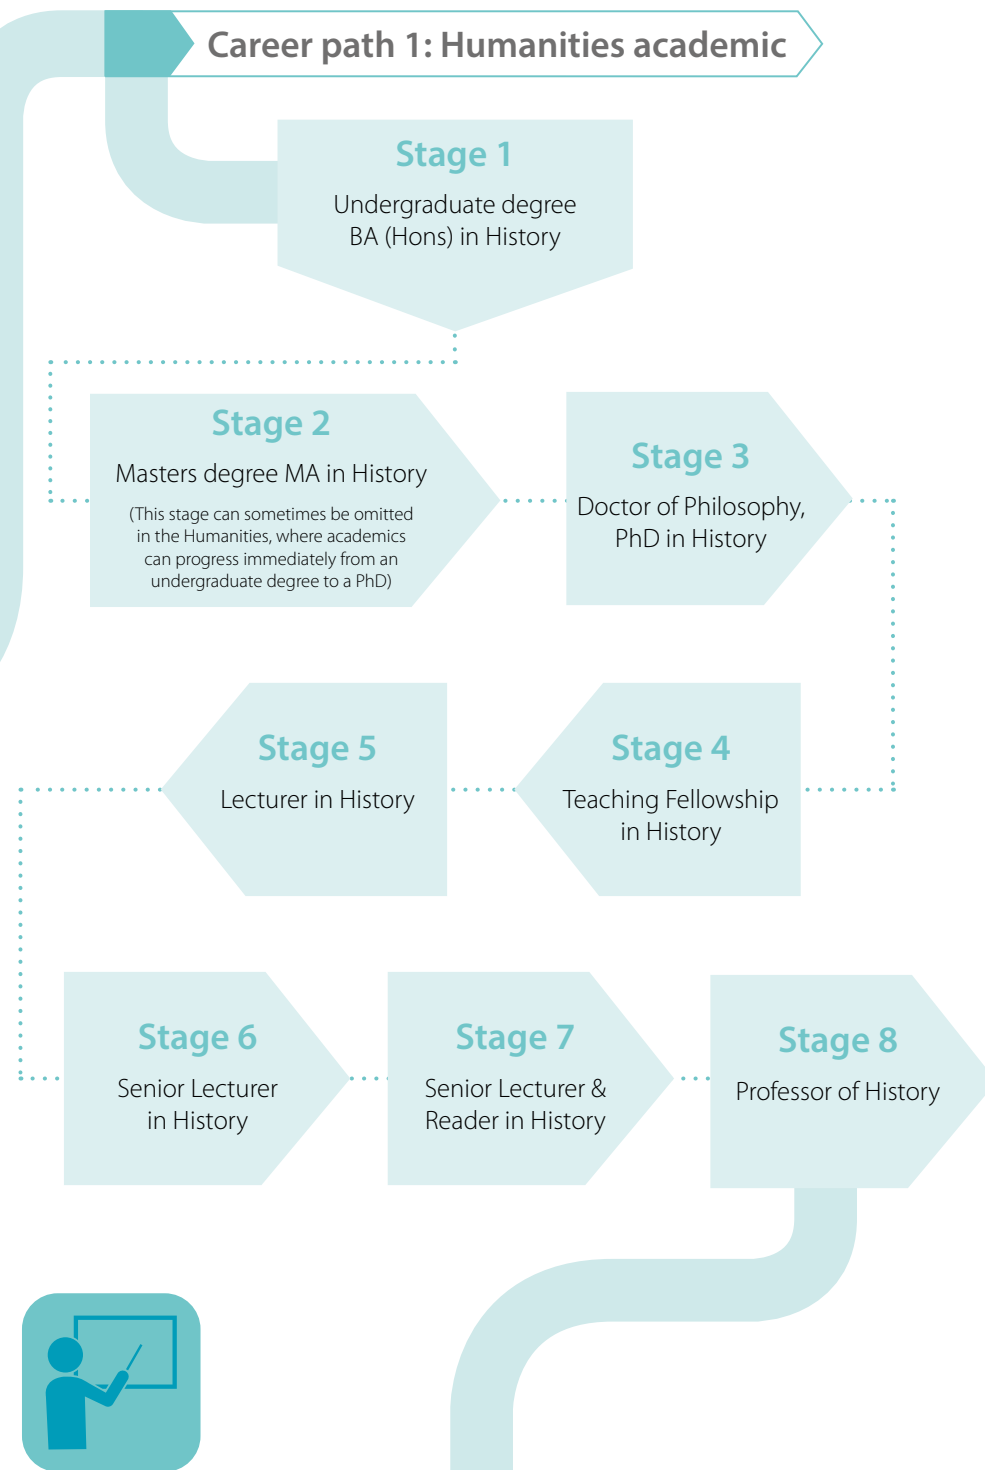 Career path 1: Humanities academic
Stage 1
Undergraduate degree
BA (Hons) in History
Stage 2
Masters degree MA in History
(This stage can sometimes be omitted
in the Humanities, where academics
can progress immediately from an
undergraduate degree to a PhD)
Stage 3
Doctor of Philosophy,
PhD in History
Stage 4
Teaching Fellowship
in History
Stage 5
Lecturer in History
Stage 6
Senior Lecturer
in History
Stage 7
Senior Lecturer &
Reader in History
Stage 8
Professor of History